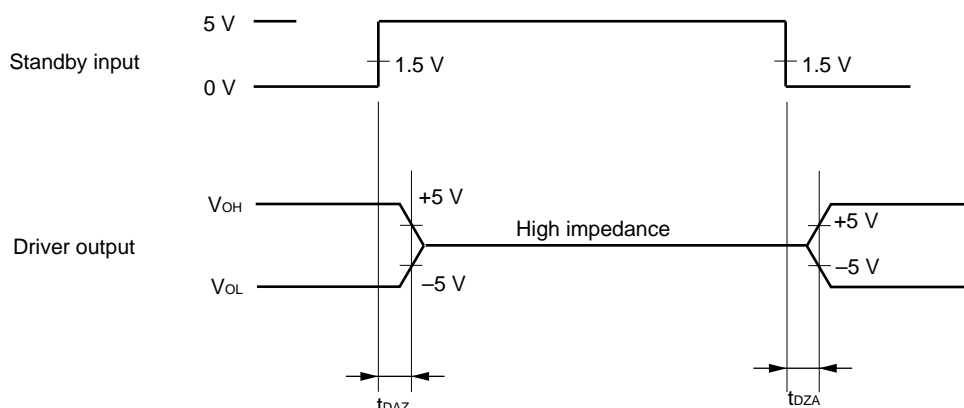 5 V
Standby input
1.5 V
1.5 V
0 V
VOH
+5 V
+5 V
High impedance
Driver output
–5 V
–5 V
VOL
tDAZ
tDZA